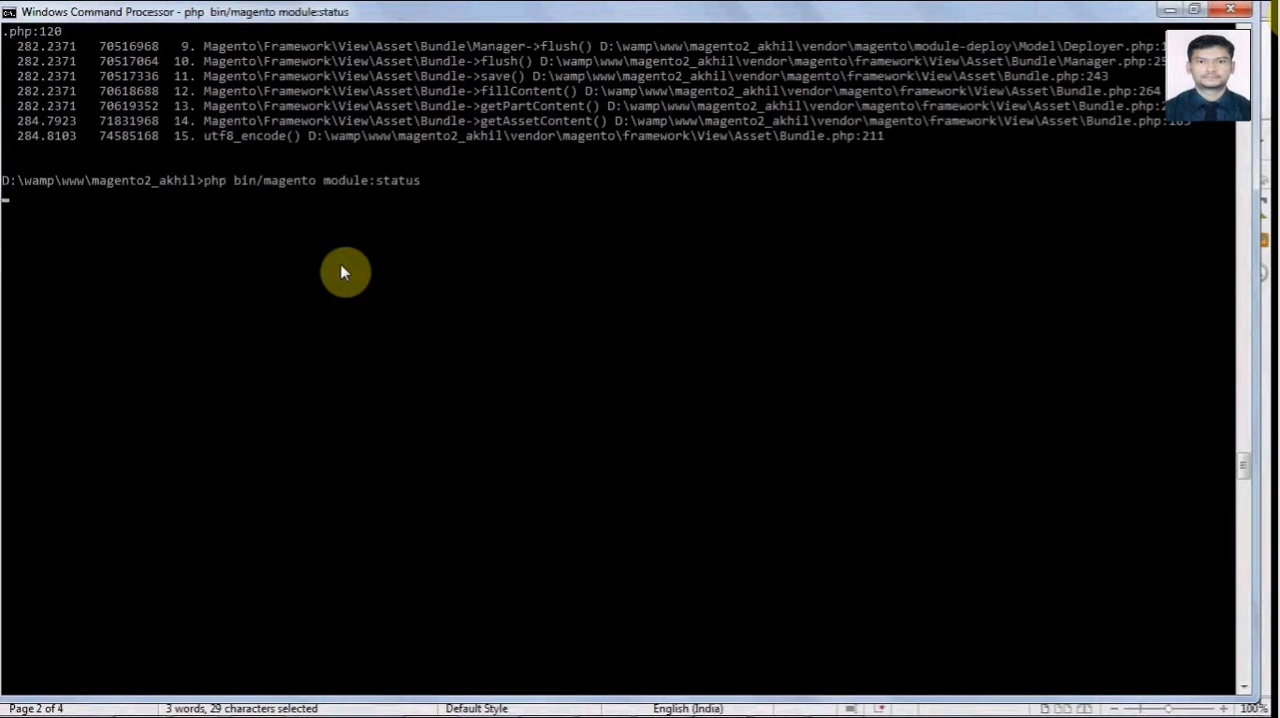 Windows Command Processor - php  bin/magento module:status
.php:120
282.2371 70516968 9. Magento\Framework\View\Asset\Bundle\Manager->flush() D:\wamp\www\magento2_akhil\vendor\magento\module-deploy\Model\Deployer.php:
282.2371 70517064 10. Magento\Framework\View\Asset\Bundle->flush() D:\wamp\www\magento2_akhil\vendor\magento\framework\View\Asset\Bundle\Manager.php:
282.2371 70517336 11. Magento\Framework\View\Asset\Bundle->save() D:\wamp\www\magento2_akhil\vendor\magento\framework\View\Asset\Bundle.php:243
282.2371 70618688 12. Magento\Framework\View\Asset\Bundle->fillContent() D:\wamp\www\magento2_akhil\vendor\magento\framework\View\Asset\Bundle.php:264
282.2371 70619352 13. Magento\Framework\View\Asset\Bundle->getPartContent() D:\wamp\www\magento2_akhil\vendor\magento\framework\View\Asset\Bundle.php:
284.7923 71831968 14. Magento\Framework\View\Asset\Bundle->getAssetContent() D:\wamp\www\magento2_akhil\vendor\magento\framework\View\Asset\Bundle.php:
284.8103 74585168 15. utf8_encode() D:\wamp\www\magento2_akhil\vendor\magento\framework\View\Asset\Bundle.php:211
D:\wamp\www\magento2_akhil>php bin/magento module:status
Page 2 of 4 3 words, 29 characters selected Default Style English (India) 100%